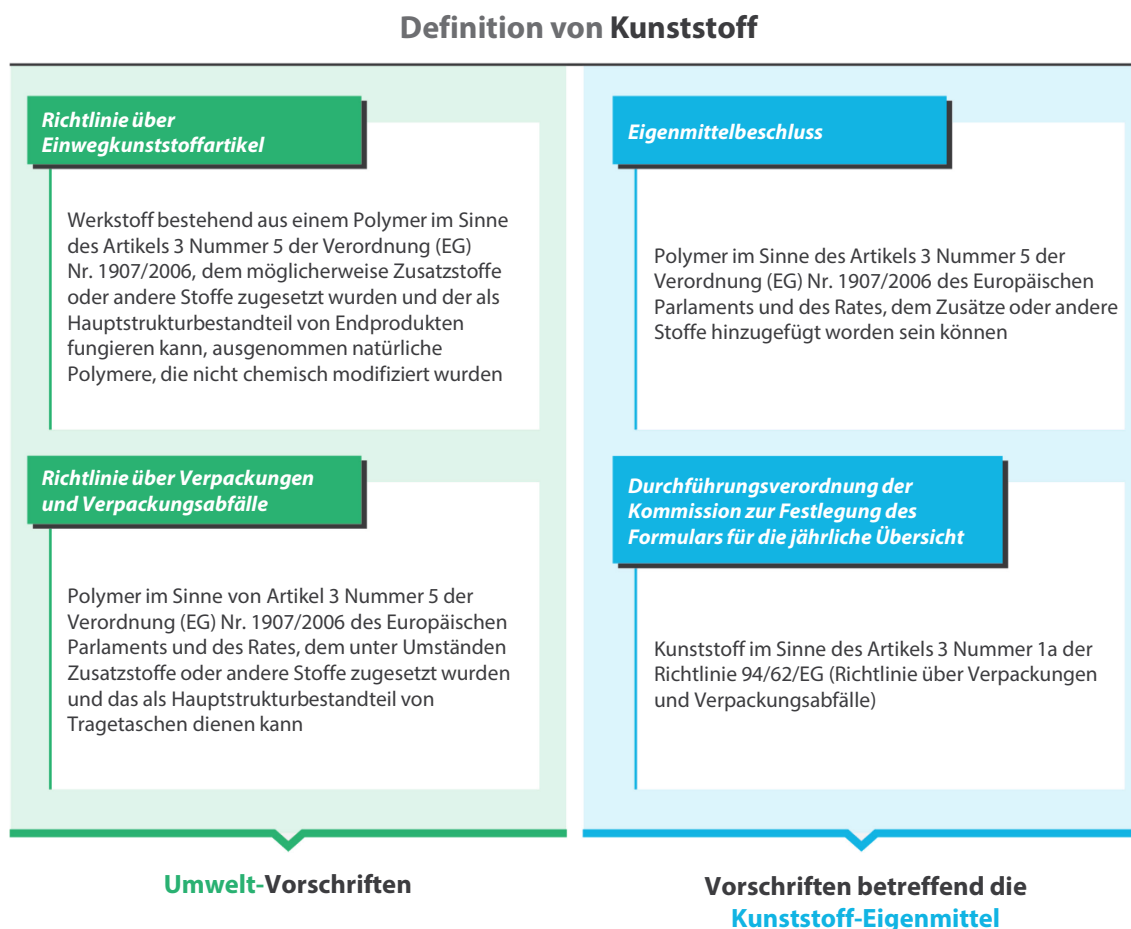 Definition von Kunststoff
Richtlinie über
Einwegkunststoffartikel
Werkstoff bestehend aus einem Polymer im Sinne
des Artikels 3 Nummer 5 der Verordnung (EG)
Nr. 1907/2006, dem möglicherweise Zusatzstoffe
oder andere Stoffe zugesetzt wurden und der als
Hauptstrukturbestandteil von Endprodukten
fungieren kann, ausgenommen natürliche
Polymere, die nicht chemisch modifiziert wurden
Richtlinie über Verpackungen
und Verpackungsabfälle
Polymer im Sinne von Artikel 3 Nummer 5 der
Verordnung (EG) Nr. 1907/2006 des Europäischen
Parlaments und des Rates, dem unter Umständen
Zusatzstoffe oder andere Stoffe zugesetzt wurden
und das als Hauptstrukturbestandteil von
Tragetaschen dienen kann
Umwelt-Vorschriften
Eigenmittelbeschluss
Polymer im Sinne des Artikels 3 Nummer 5 der
Verordnung (EG) Nr. 1907/2006 des Europäischen
Parlaments und des Rates, dem Zusätze oder andere
Stoffe hinzugefügt worden sein können
Durchführungsverordnung der
Kommission zur Festlegung des
Formulars für die jährliche Übersicht
Kunststoff im Sinne des Artikels 3 Nummer 1a der
Richtlinie 94/62/EG (Richtlinie über Verpackungen
und Verpackungsabfälle)
Vorschriften betreffend die
Kunststoff-Eigenmittel